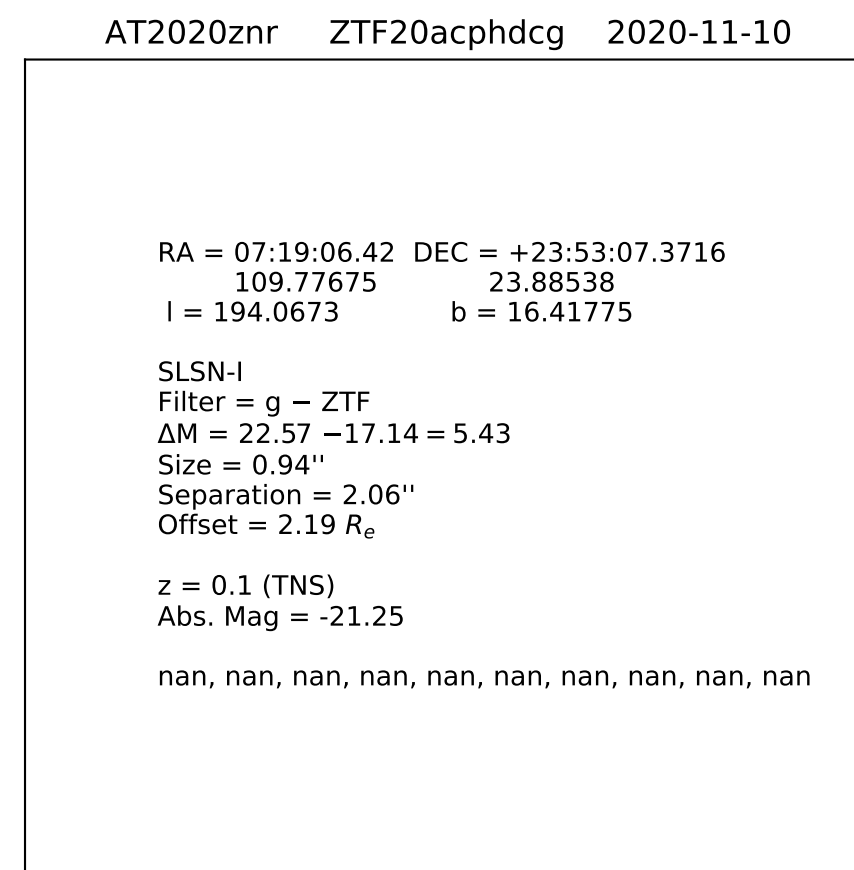 AT2020znr ZTF20acphdcg 2020-11-10
RA = 07:19:06.42 DEC = +23:53:07.3716
109.77675 23.88538
l = 194.0673 b = 16.41775
SLSN-I
Filter = g − ZTF
ΔM = 22.57 −17.14 = 5.43
Size = 0.94''
Separation = 2.06''
Offset = 2.19 Rₑ
z = 0.1 (TNS)
Abs. Mag = -21.25
nan, nan, nan, nan, nan, nan, nan, nan, nan, nan